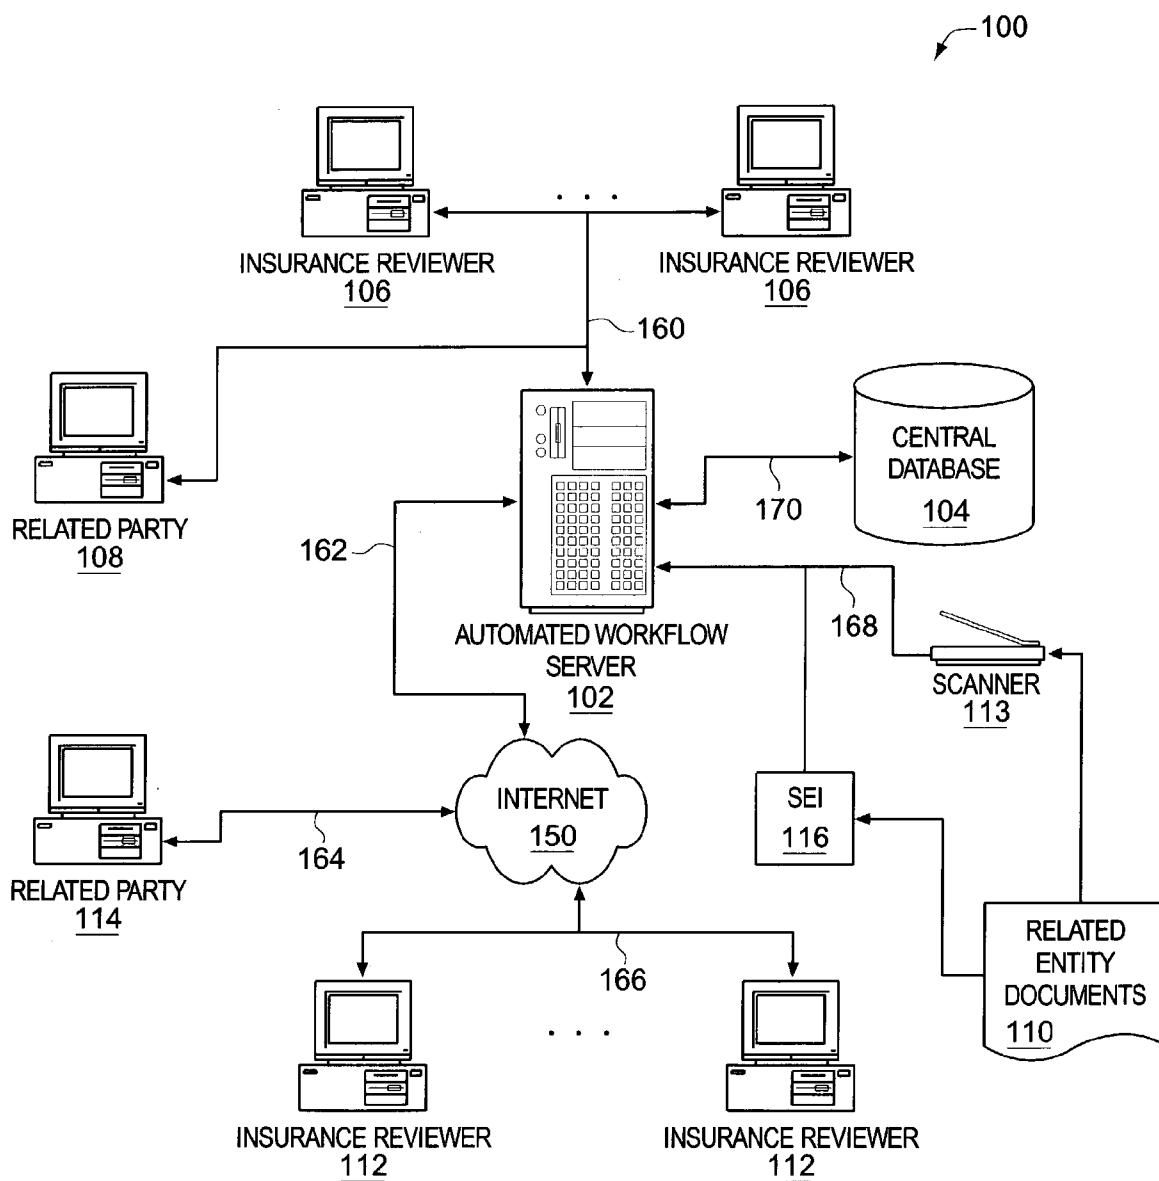 100
INSURANCE REVIEWER
106
INSURANCE REVIEWER
106
160
RELATED PARTY
108
CENTRAL
DATABASE
104
170
162
AUTOMATED WORKFLOW
SERVER
102
168
SCANNER
113
INTERNET
150
SEI
116
164
RELATED PARTY
114
RELATED
ENTITY
DOCUMENTS
110
166
INSURANCE REVIEWER
112
INSURANCE REVIEWER
112